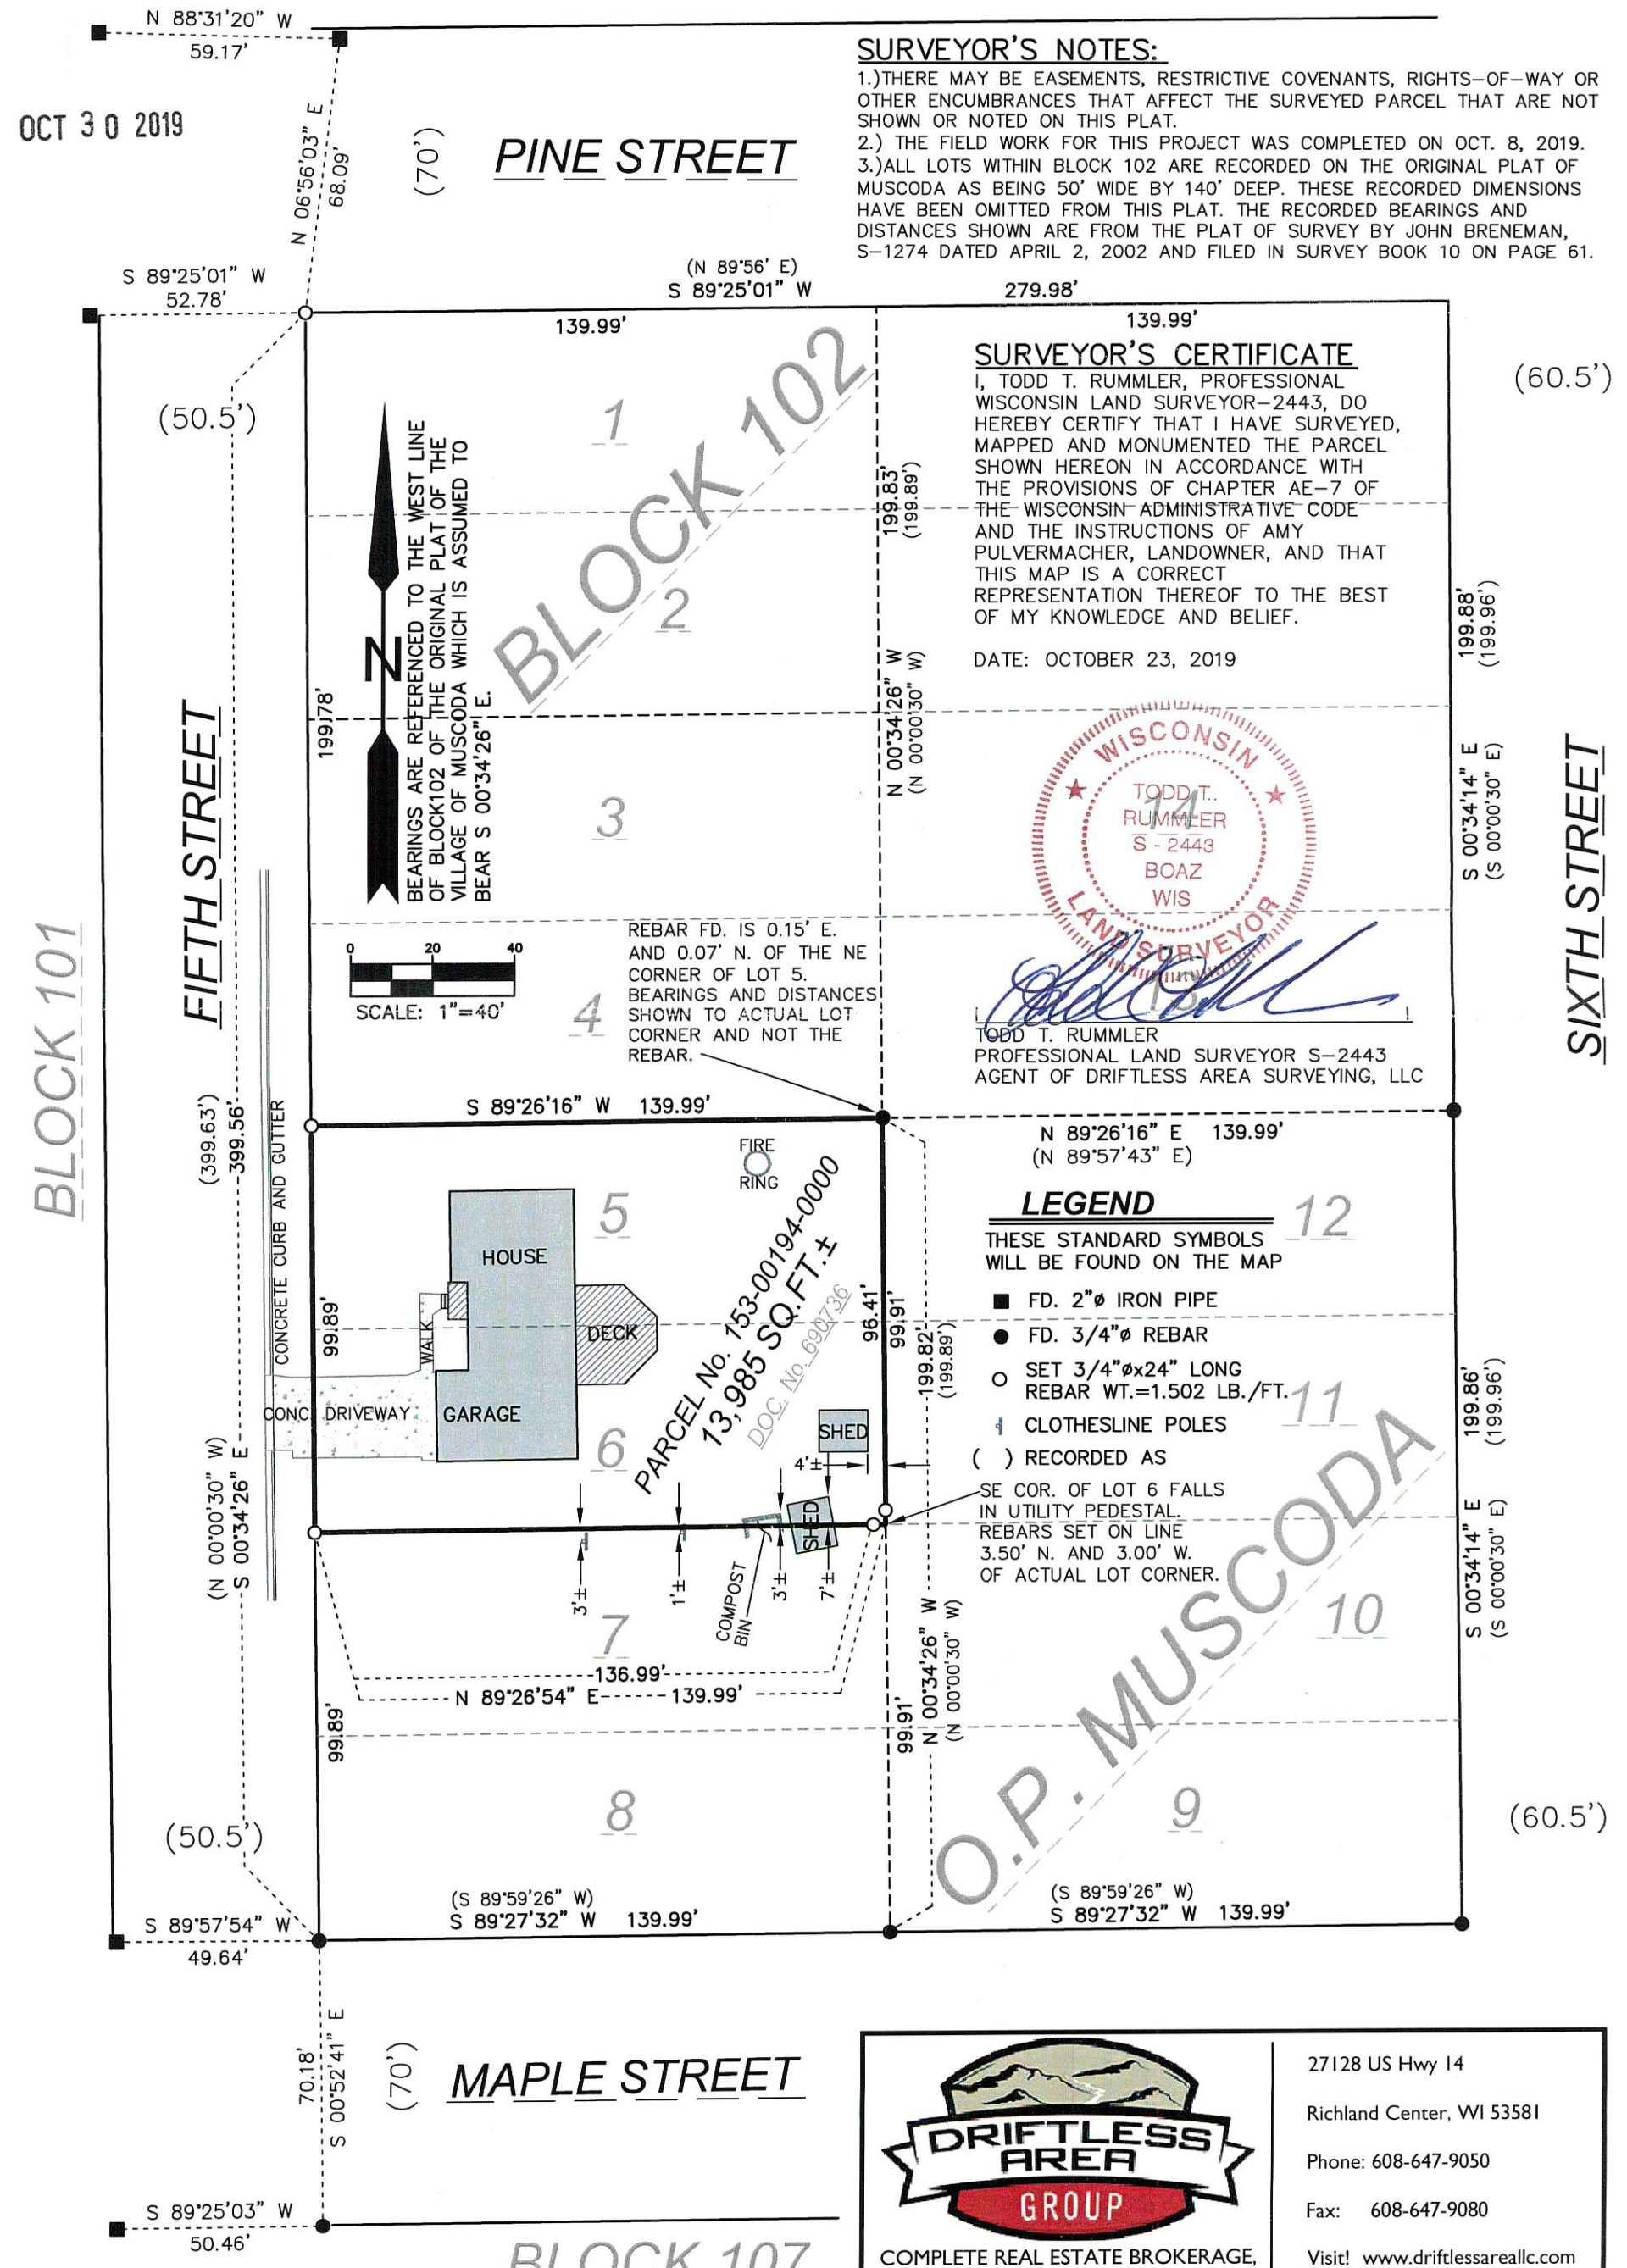 N 88°31'20" W
59.17'
OCT 30 2019
N 06°56'03" E
68.09'
(70')
PINE STREET
SURVEYOR'S NOTES:
1.)THERE MAY BE EASEMENTS, RESTRICTIVE COVENANTS, RIGHTS-OF-WAY OR
OTHER ENCUMBRANCES THAT AFFECT THE SURVEYED PARCEL THAT ARE NOT
SHOWN OR NOTED ON THIS PLAT.
2.) THE FIELD WORK FOR THIS PROJECT WAS COMPLETED ON OCT. 8, 2019.
3.)ALL LOTS WITHIN BLOCK 102 ARE RECORDED ON THE ORIGINAL PLAT OF
MUSCODA AS BEING 50' WIDE BY 140' DEEP. THESE RECORDED DIMENSIONS
HAVE BEEN OMITTED FROM THIS PLAT. THE RECORDED BEARINGS AND
DISTANCES SHOWN ARE FROM THE PLAT OF SURVEY BY JOHN BRENEMAN,
S-1274 DATED APRIL 2, 2002 AND FILED IN SURVEY BOOK 10 ON PAGE 61.
S 89°25'01" W
52.78'
(N 89°56' E)
S 89°25'01" W 279.98'
139.99'
139.99'
(50.5')
(60.5')
BLOCK 102
1
2
3
4
BEARINGS ARE REFERENCED TO THE WEST LINE
OF BLOCK102 OF THE ORIGINAL PLAT OF THE
VILLAGE OF MUSCODA WHICH IS ASSUMED TO
BEAR S 00°34'26" E.
N
199.78'
199.83'
(199.89')
N 00°34'26" W
(N 00°00'30" W)
SURVEYOR'S CERTIFICATE
I, TODD T. RUMMLER, PROFESSIONAL
WISCONSIN LAND SURVEYOR-2443, DO
HEREBY CERTIFY THAT I HAVE SURVEYED,
MAPPED AND MONUMENTED THE PARCEL
SHOWN HEREON IN ACCORDANCE WITH
THE PROVISIONS OF CHAPTER AE-7 OF
THE WISCONSIN ADMINISTRATIVE CODE
AND THE INSTRUCTIONS OF AMY
PULVERMACHER, LANDOWNER, AND THAT
THIS MAP IS A CORRECT
REPRESENTATION THEREOF TO THE BEST
OF MY KNOWLEDGE AND BELIEF.
DATE: OCTOBER 23, 2019
199.88'
(199.96')
S 00°34'14" E
(S 00°00'30" E)
WISCONSIN
TODD T.
RUMMLER
S - 2443
BOAZ
WIS
LAND SURVEYOR
14
13
TODD T. RUMMLER
PROFESSIONAL LAND SURVEYOR S-2443
AGENT OF DRIFTLESS AREA SURVEYING, LLC
FIFTH STREET
SIXTH STREET
BLOCK 101
0 20 40
SCALE: 1"=40'
REBAR FD. IS 0.15' E.
AND 0.07' N. OF THE NE
CORNER OF LOT 5.
BEARINGS AND DISTANCES
SHOWN TO ACTUAL LOT
CORNER AND NOT THE
REBAR.
(399.63')
399.56'
(N 00°00'30" W)
S 00°34'26" E
CONCRETE CURB AND GUTTER
S 89°26'16" W 139.99'
N 89°26'16" E 139.99'
(N 89°57'43" E)
FIRE
RING
5
HOUSE
DECK
WALK
GARAGE
CONC. DRIVEWAY
99.89'
6
PARCEL No. 153-00194-0000
13,985 SQ.FT.±
DOC. No. 690736
96.41'
99.91'
199.82'
(199.89')
SHED
4'±
SHED
3'±
1'±
COMPOST
BIN
3'±
7'±
LEGEND
THESE STANDARD SYMBOLS
WILL BE FOUND ON THE MAP
FD. 2"ø IRON PIPE
FD. 3/4"ø REBAR
SET 3/4"øx24" LONG
REBAR WT.=1.502 LB./FT.
CLOTHESLINE POLES
( ) RECORDED AS
SE COR. OF LOT 6 FALLS
IN UTILITY PEDESTAL.
REBARS SET ON LINE
3.50' N. AND 3.00' W.
OF ACTUAL LOT CORNER.
12
11
10
199.86'
(199.96')
S 00°34'14" E
(S 00°00'30" E)
7
136.99'
N 89°26'54" E 139.99'
99.89'
99.91'
N 00°34'26" W
(N 00°00'30" W)
O.P. MUSCODA
8
9
(50.5')
(60.5')
(S 89°59'26" W)
S 89°27'32" W 139.99'
(S 89°59'26" W)
S 89°27'32" W 139.99'
S 89°57'54" W
49.64'
70.18'
S 00°52'41" E
(70')
MAPLE STREET
S 89°25'03" W
50.46'
BLOCK 107
DRIFTLESS
AREA
GROUP
COMPLETE REAL ESTATE BROKERAGE,
27128 US Hwy 14
Richland Center, WI 53581
Phone: 608-647-9050
Fax: 608-647-9080
Visit! www.driftlessareallc.com